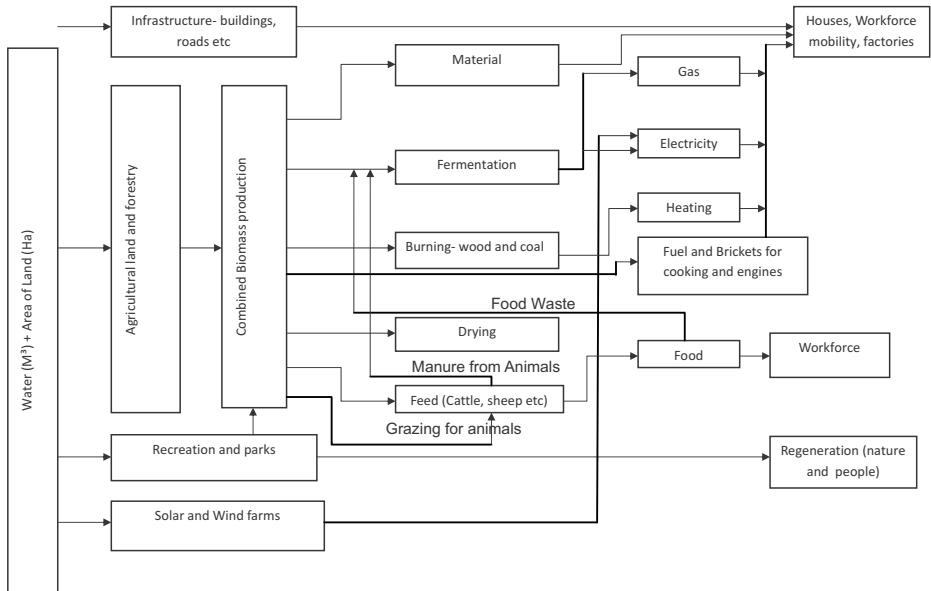 Infrastructure- buildings,
roads etc
Houses, Workforce
mobility, factories
Material
Gas
Water (M³) + Area of Land (Ha)
Agricultural land and forestry
Combined Biomass production
Fermentation
Electricity
Heating
Burning- wood and coal
Fuel and Brickets for
cooking and engines
Food Waste
Drying
Food
Workforce
Manure from Animals
Feed (Cattle, sheep etc)
Grazing for animals
Recreation and parks
Regeneration (nature
and people)
Solar and Wind farms